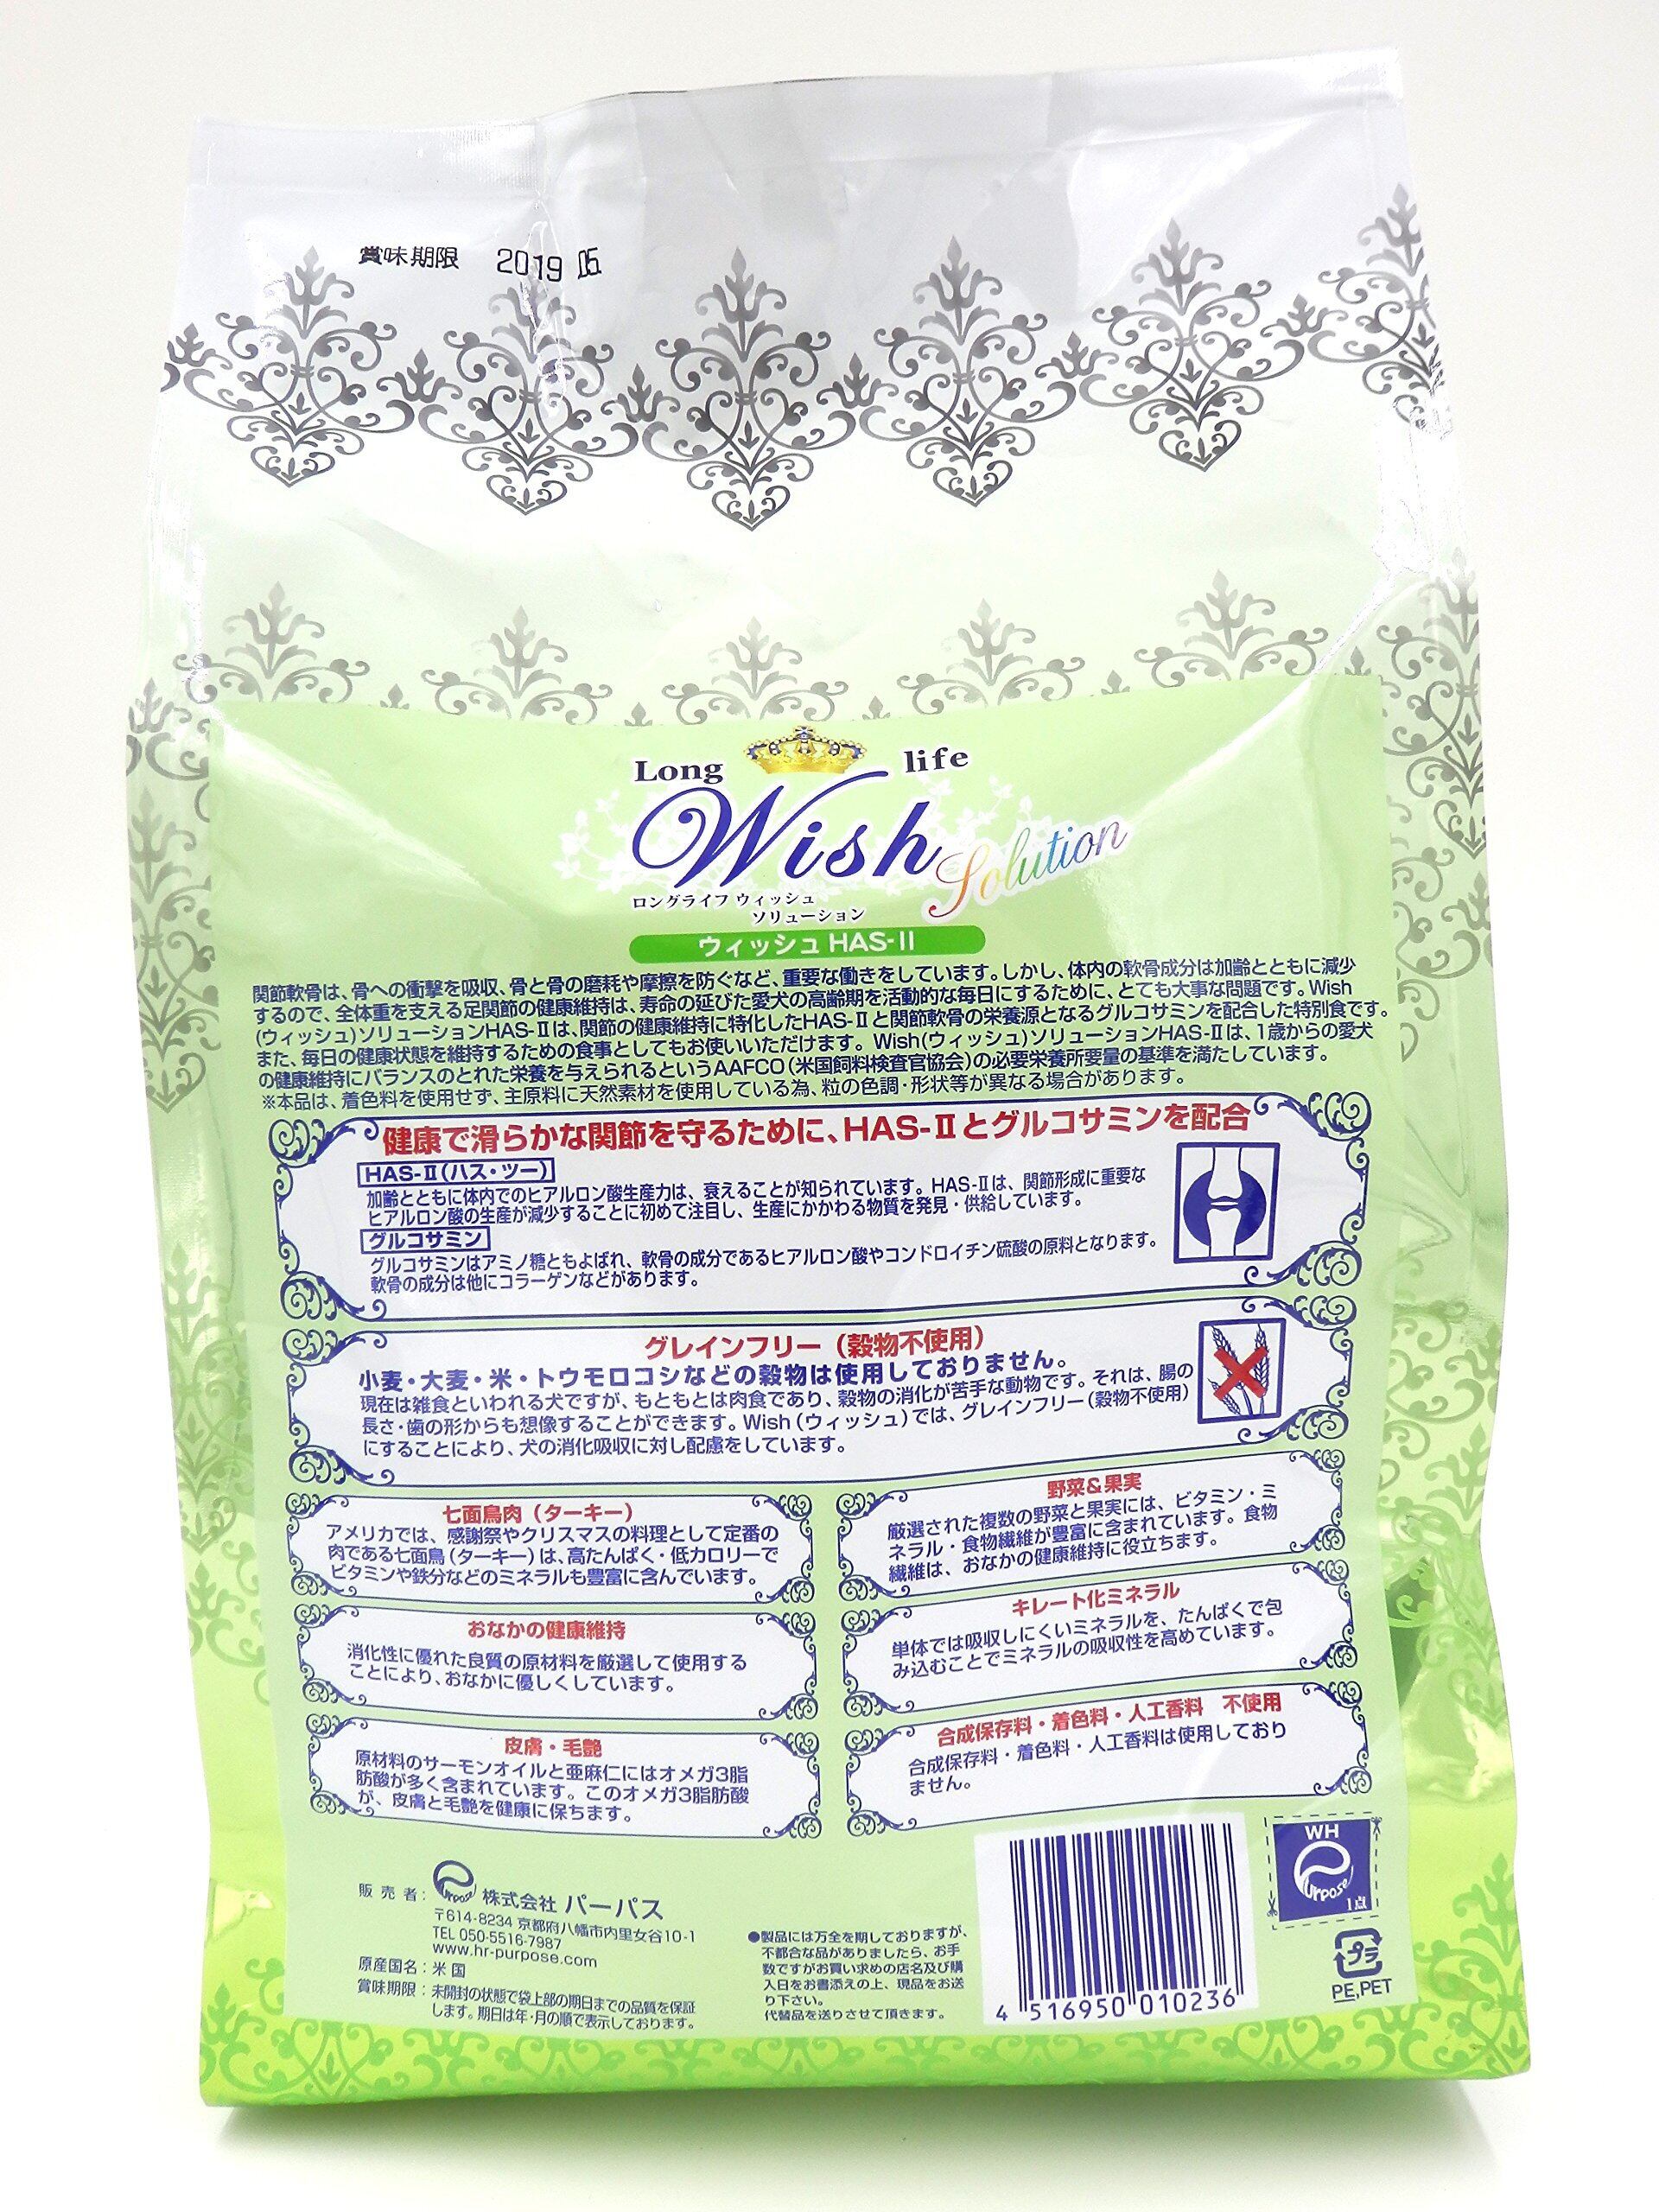 賞味期限 2019 05
Long life
Wish Solution
ロングライフ ウィッシュ
ソリューション
ウィッシュ HAS-II
関節軟骨は、骨への衝撃を吸収、骨と骨の磨耗や摩擦を防ぐなど、重要な働きをしています。しかし、体内の軟骨成分は加齢とともに減少
するので、全体重を支える足関節の健康維持は、寿命の延びた愛犬の高齢期を活動的な毎日にするために、とても大事な問題です。Wish
(ウィッシュ)ソリューションHAS-Ⅱは、関節の健康維持に特化したHAS-Ⅱと関節軟骨の栄養源となるグルコサミンを配合した特別食です。
また、毎日の健康状態を維持するための食事としてもお使いいただけます。Wish(ウィッシュ)ソリューションHAS-Ⅱは、1歳からの愛犬
の健康維持にバランスのとれた栄養を与えられるというAAFCO(米国飼料検査官協会)の必要栄養所要量の基準を満たしています。
※本品は、着色料を使用せず、主原料に天然素材を使用している為、粒の色調・形状等が異なる場合があります。
健康で滑らかな関節を守るために、HAS-Ⅱとグルコサミンを配合
HAS-Ⅱ(ハス・ツー)
加齢とともに体内でのヒアルロン酸生産力は、衰えることが知られています。HAS-Ⅱは、関節形成に重要な
ヒアルロン酸の生産が減少することに初めて注目し、生産にかかわる物質を発見・供給しています。
グルコサミン
グルコサミンはアミノ糖ともよばれ、軟骨の成分であるヒアルロン酸やコンドロイチン硫酸の原料となります。
軟骨の成分は他にコラーゲンなどがあります。
グレインフリー（穀物不使用）
小麦・大麦・米・トウモロコシなどの穀物は使用しておりません。
現在は雑食といわれる犬ですが、もともとは肉食であり、穀物の消化が苦手な動物です。それは、腸の
長さ・歯の形からも想像することができます。Wish（ウィッシュ）では、グレインフリー（穀物不使用）
にすることにより、犬の消化吸収に対し配慮をしています。
七面鳥肉（ターキー）
アメリカでは、感謝祭やクリスマスの料理として定番の
肉である七面鳥（ターキー）は、高たんぱく・低カロリーで
ビタミンや鉄分などのミネラルも豊富に含んでいます。
野菜＆果実
厳選された複数の野菜と果実には、ビタミン・ミ
ネラル・食物繊維が豊富に含まれています。食物
繊維は、おなかの健康維持に役立ちます。
おなかの健康維持
消化性に優れた良質の原材料を厳選して使用する
ことにより、おなかに優しくしています。
キレート化ミネラル
単体では吸収しにくいミネラルを、たんぱくで包
み込むことでミネラルの吸収性を高めています。
皮膚・毛艶
原材料のサーモンオイルと亜麻仁にはオメガ3脂
肪酸が多く含まれています。このオメガ3脂肪酸
が、皮膚と毛艶を健康に保ちます。
合成保存料・着色料・人工香料 不使用
合成保存料・着色料・人工香料は使用しており
ません。
販売者： Purpose 株式会社 パーパス
〒614-8234 京都府八幡市内里女谷10-1
TEL 050-5516-7987
www.hr-purpose.com
原産国名：米 国
賞味期限：未開封の状態で袋上部の期日までの品質を保証
します。期日は年・月の順で表示しております。
●製品には万全を期しておりますが、
不都合な品がありましたら、お手
数ですがお買い求めの店名及び購
入日をお書添えの上、現品をお送
り下さい。
代替品を送りさせて頂きます。
4 516950 010236
WH
Purpose
1点
プラ
PE,PET